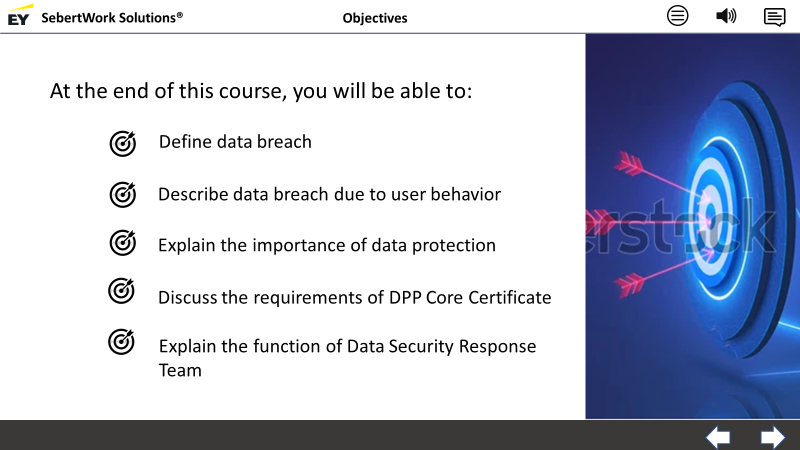 EY SebertWork Solutions® Objectives
At the end of this course, you will be able to:
Define data breach
Describe data breach due to user behavior
Explain the importance of data protection
Discuss the requirements of DPP Core Certificate
Explain the function of Data Security Response
Team
erstock